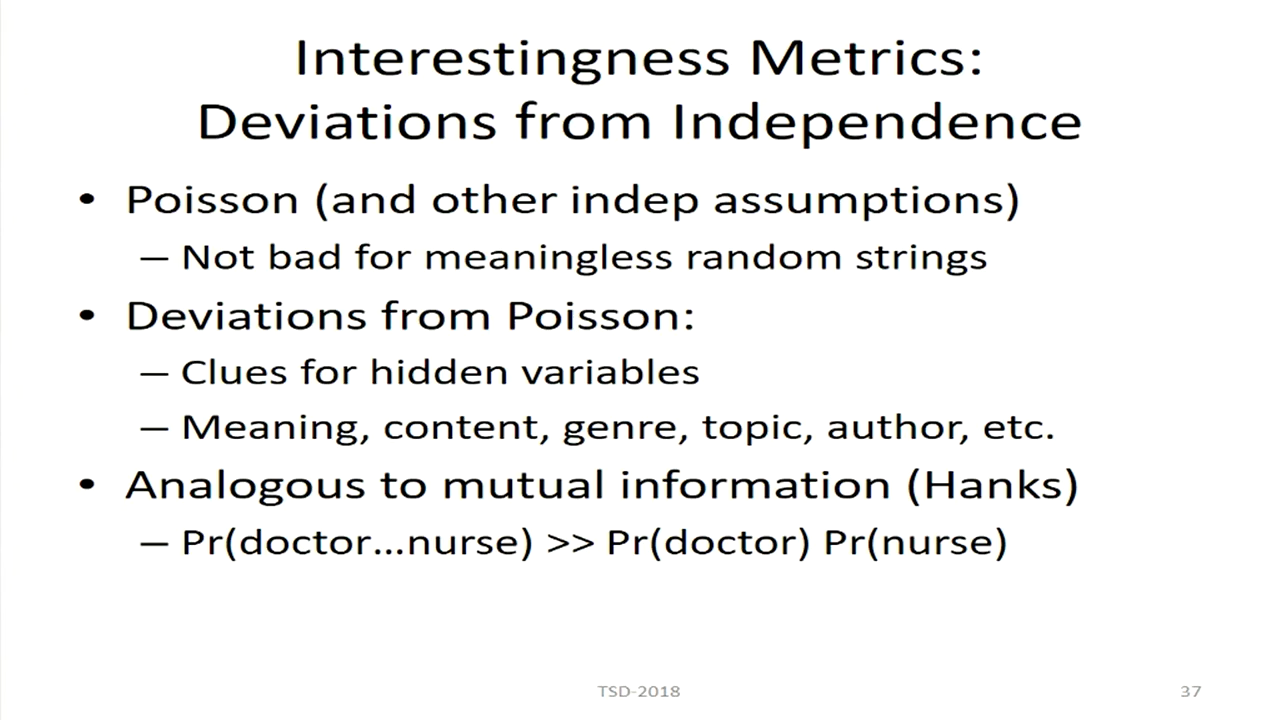 Interestingness Metrics:
Deviations from Independence
• Poisson (and other indep assumptions)
– Not bad for meaningless random strings
• Deviations from Poisson:
– Clues for hidden variables
– Meaning, content, genre, topic, author, etc.
• Analogous to mutual information (Hanks)
– Pr(doctor…nurse) >> Pr(doctor) Pr(nurse)
TSD-2018
37